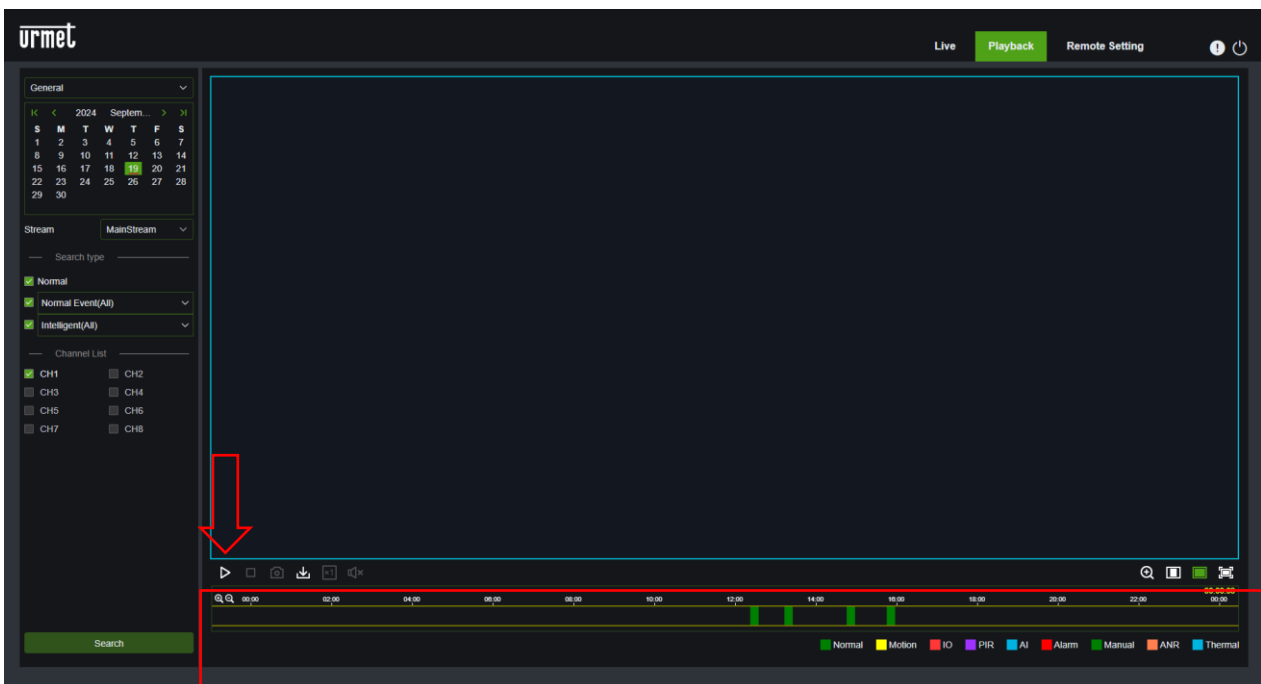 urmet
Live Playback Remote Setting
General
2024 Septem...
S M T W T F S
1 2 3 4 5 6 7
8 9 10 11 12 13 14
15 16 17 18 19 20 21
22 23 24 25 26 27 28
29 30
Stream MainStream
Search type
Normal
Normal Event(All)
Intelligent(All)
Channel List
CH1 CH2
CH3 CH4
CH5 CH6
CH7 CH8
Search
×1
00:00 02:00 04:00 06:00 08:00 10:00 12:00 14:00 16:00 18:00 20:00 22:00 00:00
Normal Motion IO PIR AI Alarm Manual ANR Thermal